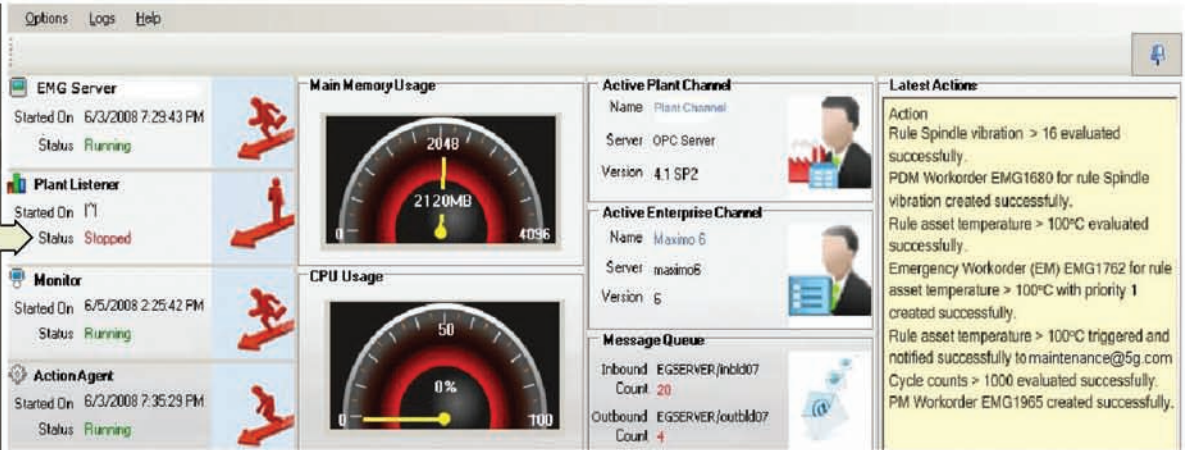 Options Logs Help
EMG Server
Started On 6/3/2008 7:29:43 PM
Status Running
Plant Listener
Started On
Status Stopped
Monitor
Started On 6/5/2008 2:25:42 PM
Status Running
Action Agent
Started On 6/3/2008 7:35:29 PM
Status Running
Main Memory Usage
2048
2120MB
0 4096
CPU Usage
50
0%
0 100
Active Plant Channel
Name Plant Channel
Server OPC Server
Version 4.1 SP2
Active Enterprise Channel
Name Maximo 6
Server maximo6
Version 6
Message Queue
Inbound EGSERVER/inbld07
Count 20
Outbound EGSERVER/outbld07
Count 4
@
Latest Actions
Action
Rule Spindle vibration > 16 evaluated
successfully.
PDM Workorder EMG1680 for rule Spindle
vibration created successfully.
Rule asset temperature > 100°C evaluated
successfully.
Emergency Workorder (EM) EMG1762 for rule
asset temperature > 100°C with priority 1
created successfully.
Rule asset temperature > 100°C triggered and
notified successfully to maintenance@5g.com
Cycle counts > 1000 evaluated successfully.
PM Workorder EMG1965 created successfully.